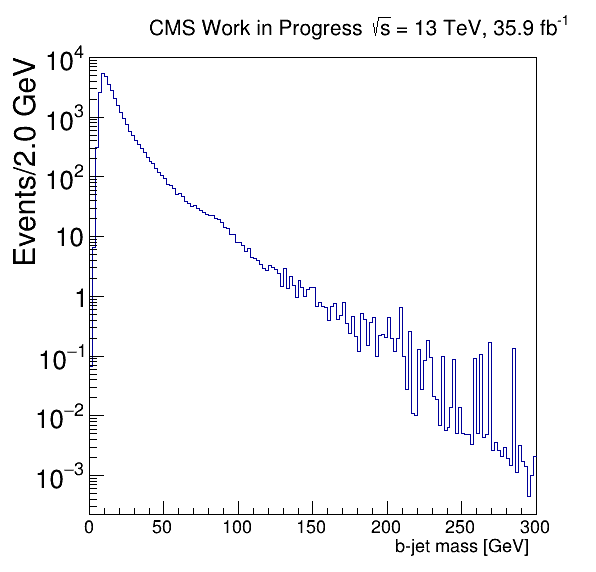 CMS Work in Progress √s = 13 TeV, 35.9 fb⁻¹
Events/2.0 GeV
10⁴
10³
10²
10
1
10⁻¹
10⁻²
10⁻³
0 50 100 150 200 250 300
b-jet mass [GeV]